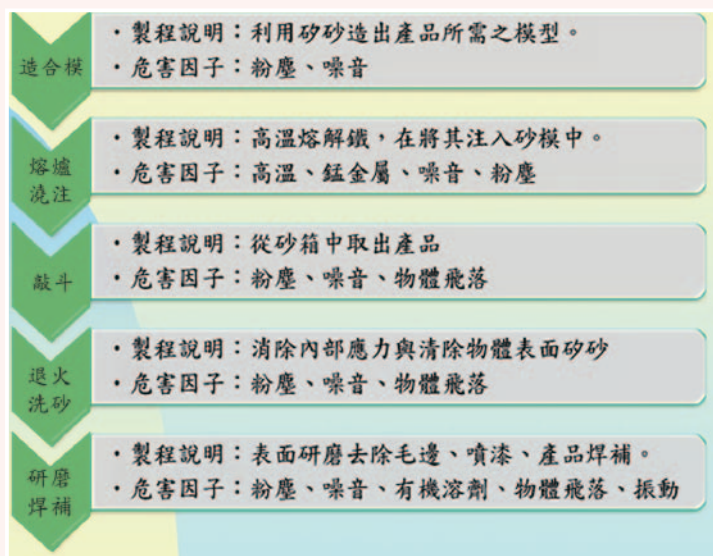 造合模
・製程說明：利用矽砂造出產品所需之模型。
・危害因子：粉塵、噪音
熔爐
澆注
・製程說明：高溫熔解鐵，在將其注入砂模中。
・危害因子：高溫、錳金屬、噪音、粉塵
敲斗
・製程說明：從砂箱中取出產品
・危害因子：粉塵、噪音、物體飛落
退火
洗砂
・製程說明：消除內部應力與清除物體表面矽砂
・危害因子：粉塵、噪音、物體飛落
研磨
焊補
・製程說明：表面研磨去除毛邊、噴漆、產品焊補。
・危害因子：粉塵、噪音、有機溶劑、物體飛落、振動